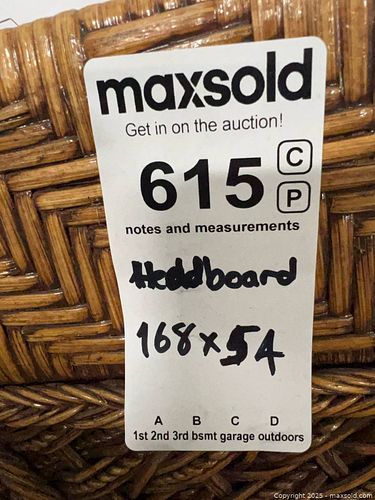 maxsold
Get in on the auction!
615
C
P
notes and measurements
Heddboard
168 x 54
A B C D
1st 2nd 3rd bsmt garage outdoors
Copyright 2025 - maxsold.com